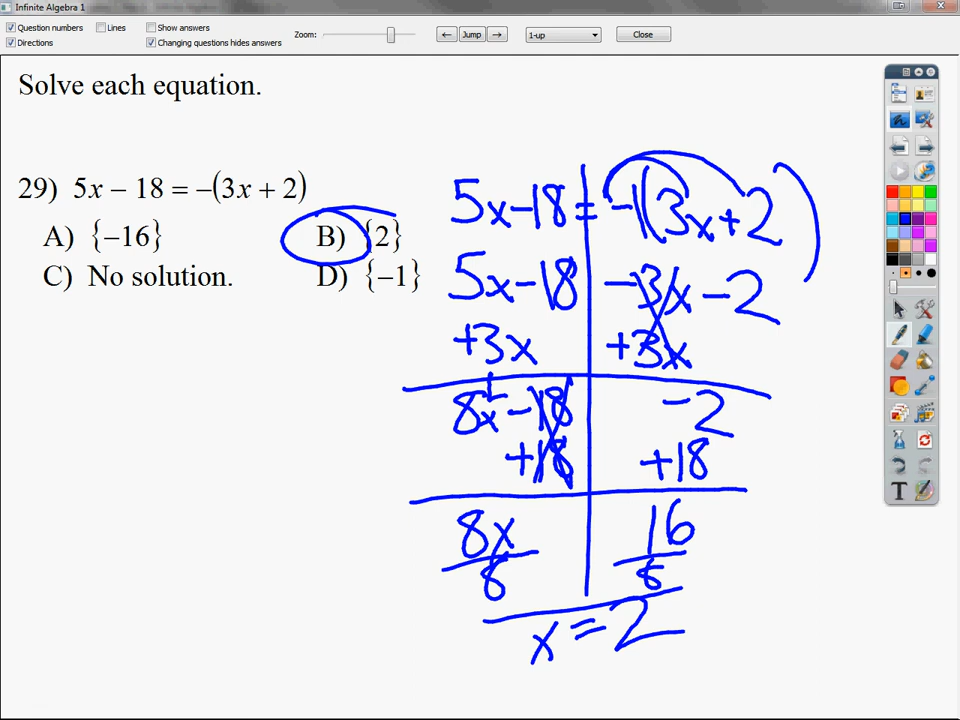 Infinite Algebra 1
Question numbers
Lines
Show answers
Directions
Changing questions hides answers
Zoom:
← Jump →
1-up
Close
Solve each equation.
29) 5x − 18 = −(3x + 2)
A) {−16}
B) {2}
C) No solution.
D) {−1}
5x-18 = -1(3x+2)
5x-18 -3x-2
+3x +3x
8x-18 -2
+18 +18
8x 16
8 8
x=2
T